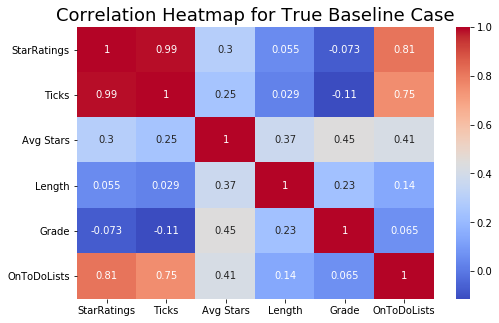 Correlation Heatmap for True Baseline Case
StarRatings 1 0.99 0.3 0.055 -0.073 0.81
Ticks 0.99 1 0.25 0.029 -0.11 0.75
Avg Stars 0.3 0.25 1 0.37 0.45 0.41
Length 0.055 0.029 0.37 1 0.23 0.14
Grade -0.073 -0.11 0.45 0.23 1 0.065
OnToDoLists 0.81 0.75 0.41 0.14 0.065 1
StarRatings Ticks Avg Stars Length Grade OnToDoLists
1.0
0.8
0.6
0.4
0.2
0.0